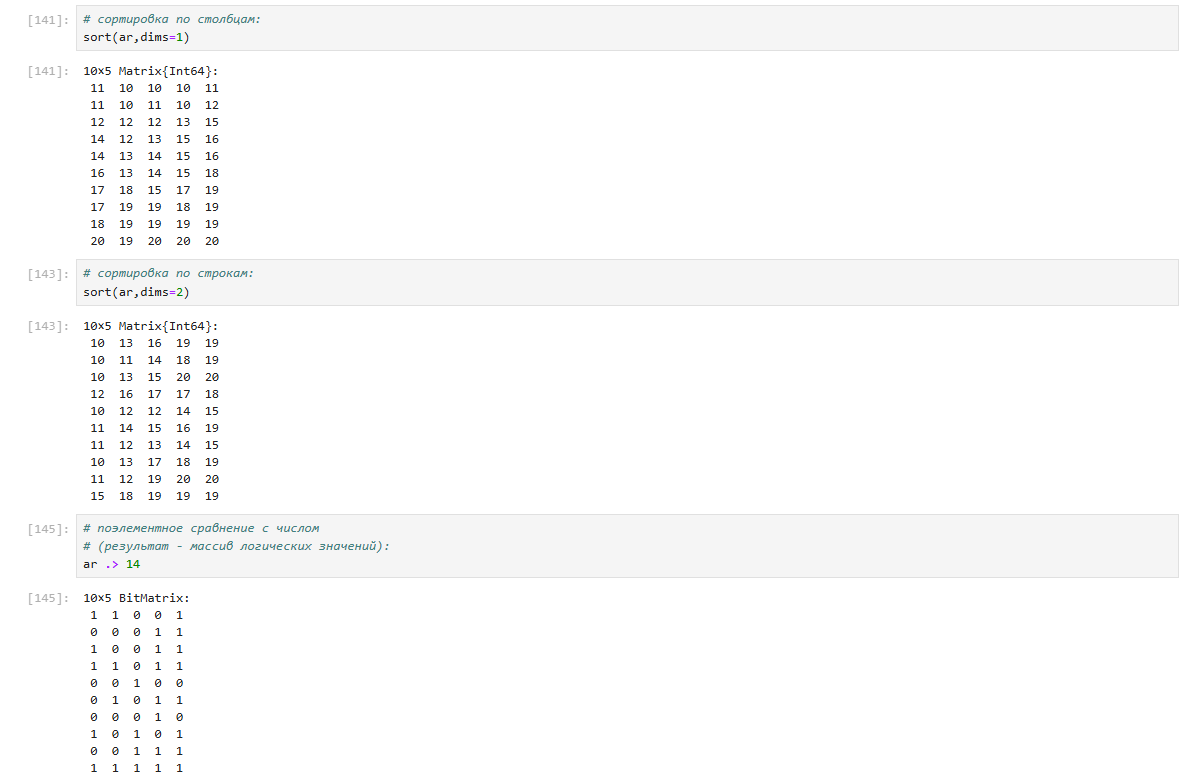 [141]: # сортировка по столбцам:
sort(ar,dims=1)
[141]: 10×5 Matrix{Int64}:
11 10 10 10 11
11 10 11 10 12
12 12 12 13 15
14 12 13 15 16
14 13 14 15 16
16 13 14 15 18
17 18 15 17 19
17 19 19 18 19
18 19 19 19 19
20 19 20 20 20
[143]: # сортировка по строкам:
sort(ar,dims=2)
[143]: 10×5 Matrix{Int64}:
10 13 16 19 19
10 11 14 18 19
10 13 15 20 20
12 16 17 17 18
10 12 12 14 15
11 14 15 16 19
11 12 13 14 15
10 13 17 18 19
11 12 19 20 20
15 18 19 19 19
[145]: # поэлементное сравнение с числом
# (результат - массив логических значений):
ar .> 14
[145]: 10×5 BitMatrix:
1 1 0 0 1
0 0 0 1 1
1 0 0 1 1
1 1 0 1 1
0 0 1 0 0
0 1 0 1 1
0 0 0 1 0
1 0 1 0 1
0 0 1 1 1
1 1 1 1 1